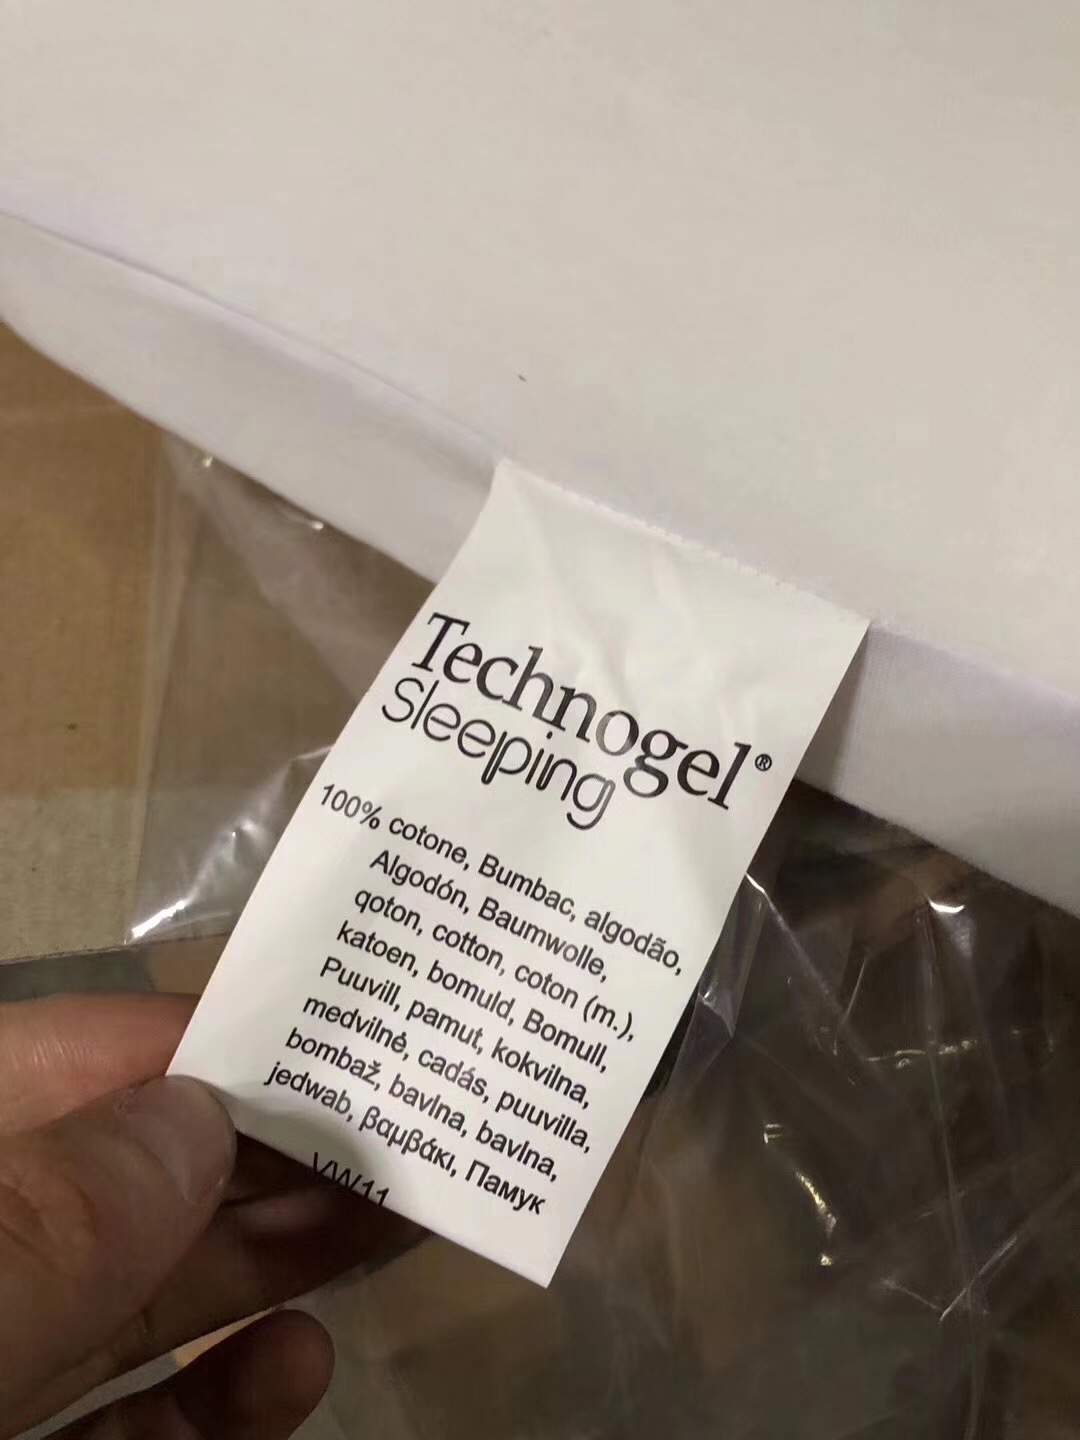 Technogel®
Sleeping
100% cotone, Bumbac, algodão,
Algodón, Baumwolle,
qoton, cotton, coton (m.),
katoen, bomuld, Bomull,
Puuvill, pamut, kokvilna,
medvilnė, cadás, puuvilla,
bombaž, bavlna, bavlna,
jedwab, βαμβάκι, Памук
VW11